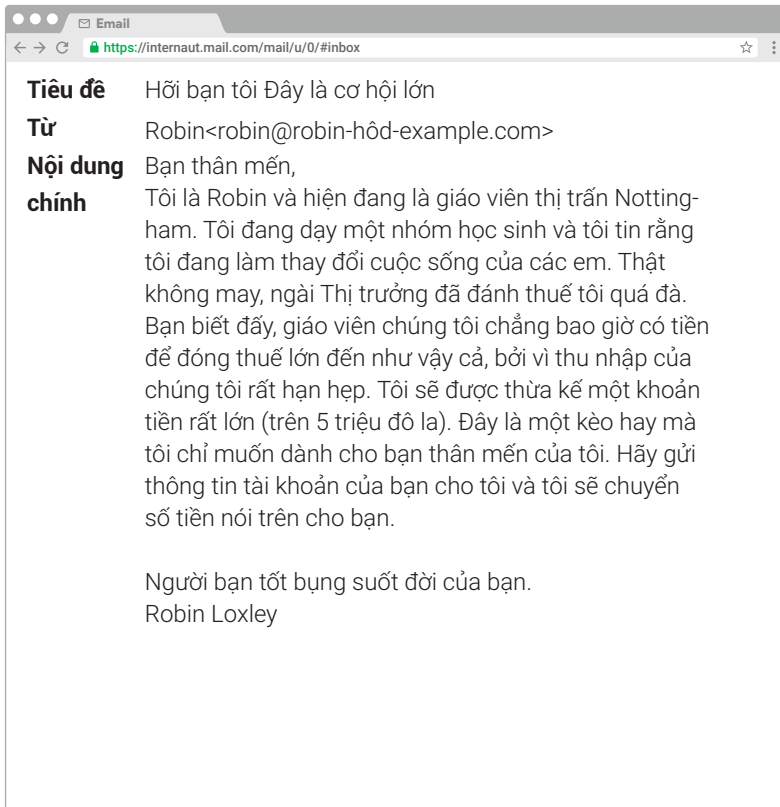 Email
https://internaut.mail.com/mail/u/0/#inbox
Tiêu đề Hỡi bạn tôi Đây là cơ hội lớn
Từ Robin<robin@robin-hôd-example.com>
Nội dung chính Bạn thân mến,
Tôi là Robin và hiện đang là giáo viên thị trấn Notting-
ham. Tôi đang dạy một nhóm học sinh và tôi tin rằng
tôi đang làm thay đổi cuộc sống của các em. Thật
không may, ngài Thị trưởng đã đánh thuế tôi quá đà.
Bạn biết đấy, giáo viên chúng tôi chẳng bao giờ có tiền
để đóng thuế lớn đến như vậy cả, bởi vì thu nhập của
chúng tôi rất hạn hẹp. Tôi sẽ được thừa kế một khoản
tiền rất lớn (trên 5 triệu đô la). Đây là một kèo hay mà
tôi chỉ muốn dành cho bạn thân mến của tôi. Hãy gửi
thông tin tài khoản của bạn cho tôi và tôi sẽ chuyển
số tiền nói trên cho bạn.
Người bạn tốt bụng suốt đời của bạn.
Robin Loxley